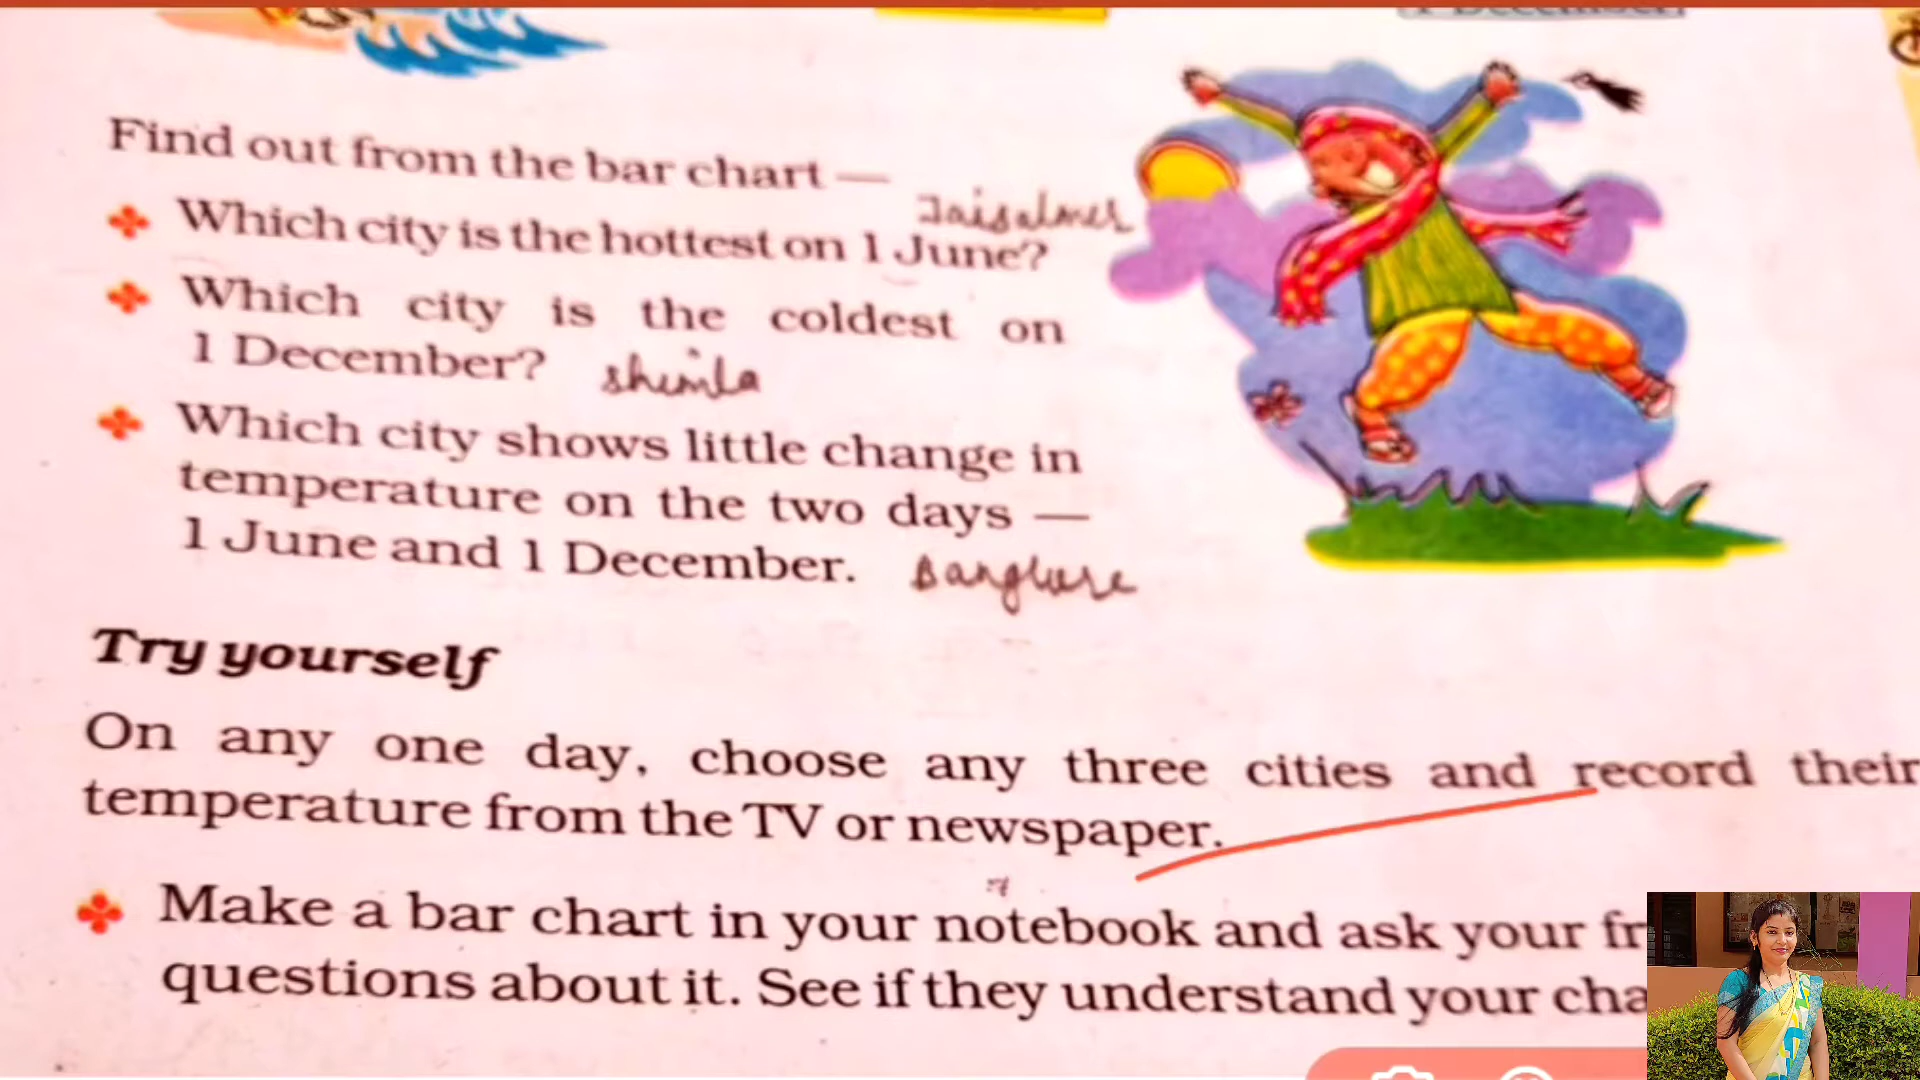 1 December
Find out from the bar chart —
Jaisalmer
Which city is the hottest on 1 June?
Which city is the coldest on
1 December? shimla
Which city shows little change in
temperature on the two days —
1 June and 1 December. Banglure
Try yourself
On any one day, choose any three cities and record their
temperature from the TV or newspaper.
Make a bar chart in your notebook and ask your fr
questions about it. See if they understand your cha